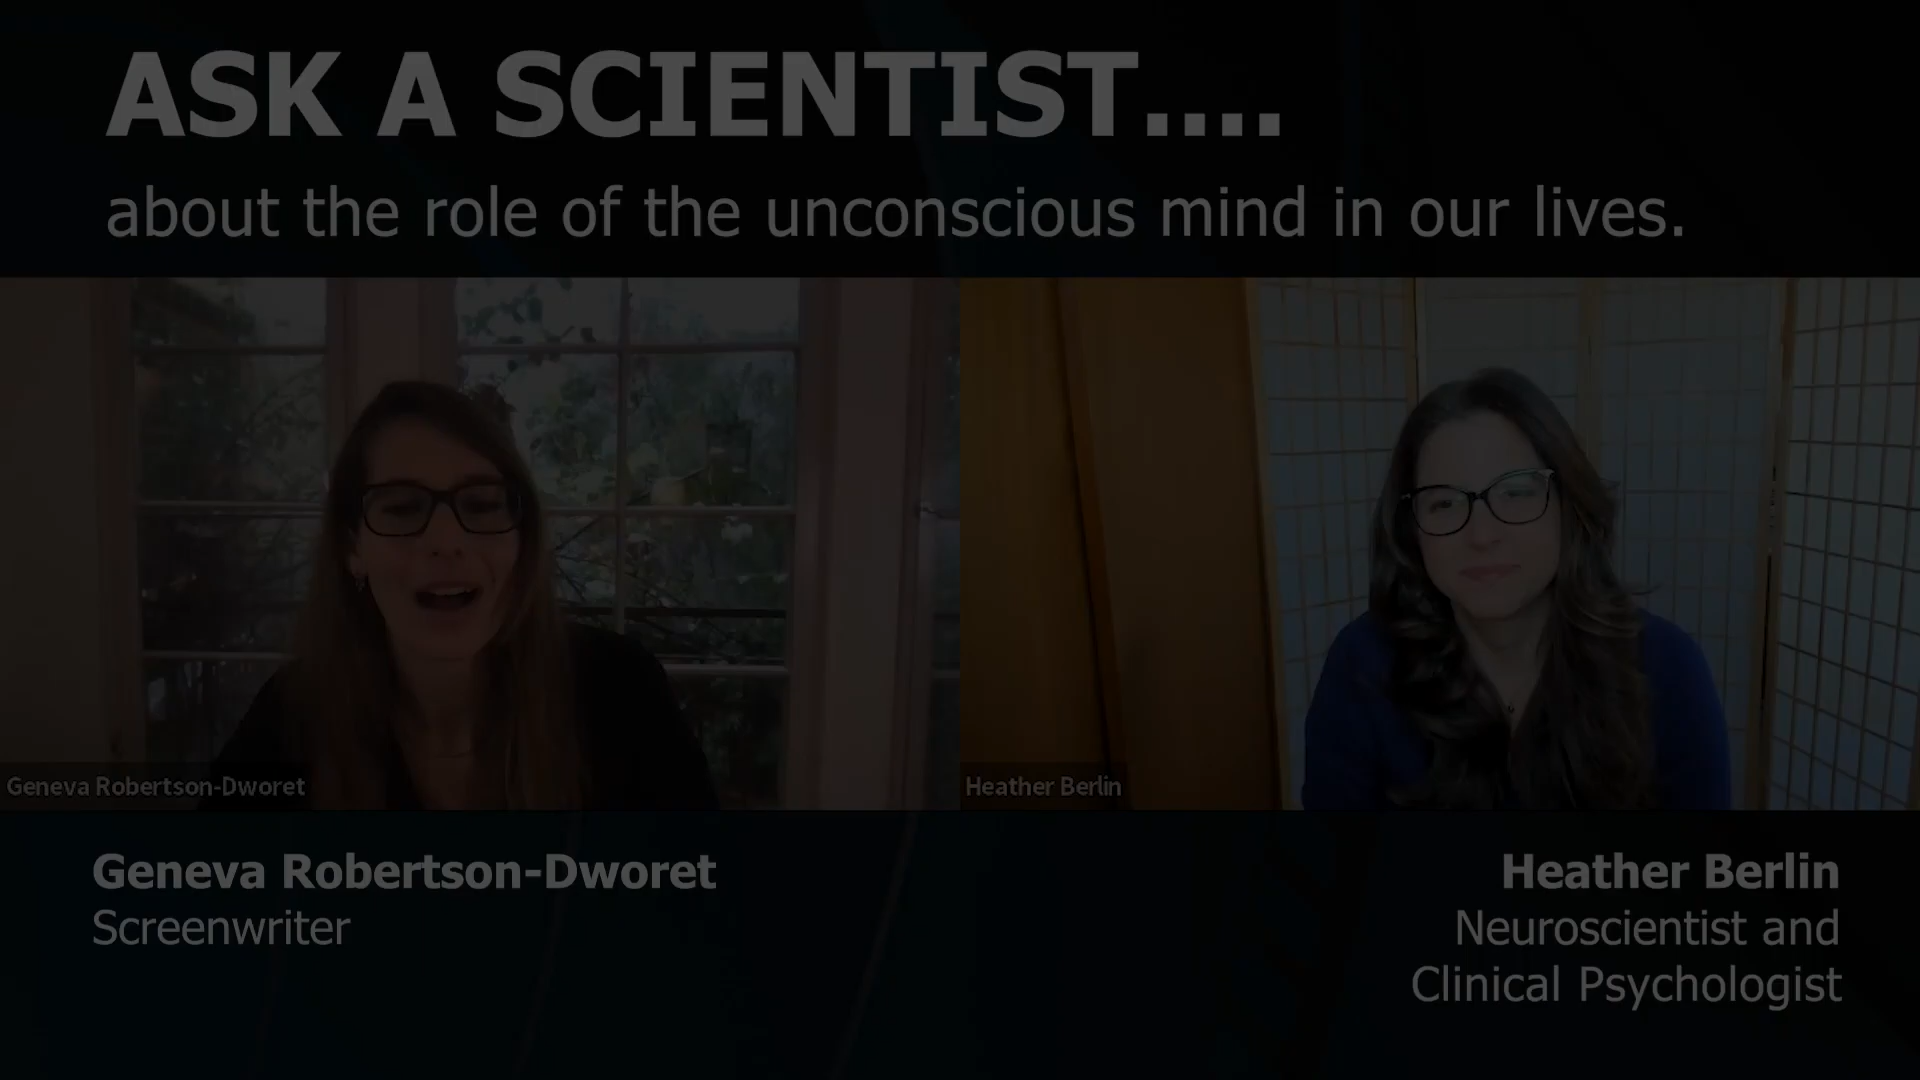 ASK A SCIENTIST....
about the role of the unconscious mind in our lives.
Geneva Robertson-Dworet
Heather Berlin
Geneva Robertson-Dworet
Screenwriter
Heather Berlin
Neuroscientist and
Clinical Psychologist